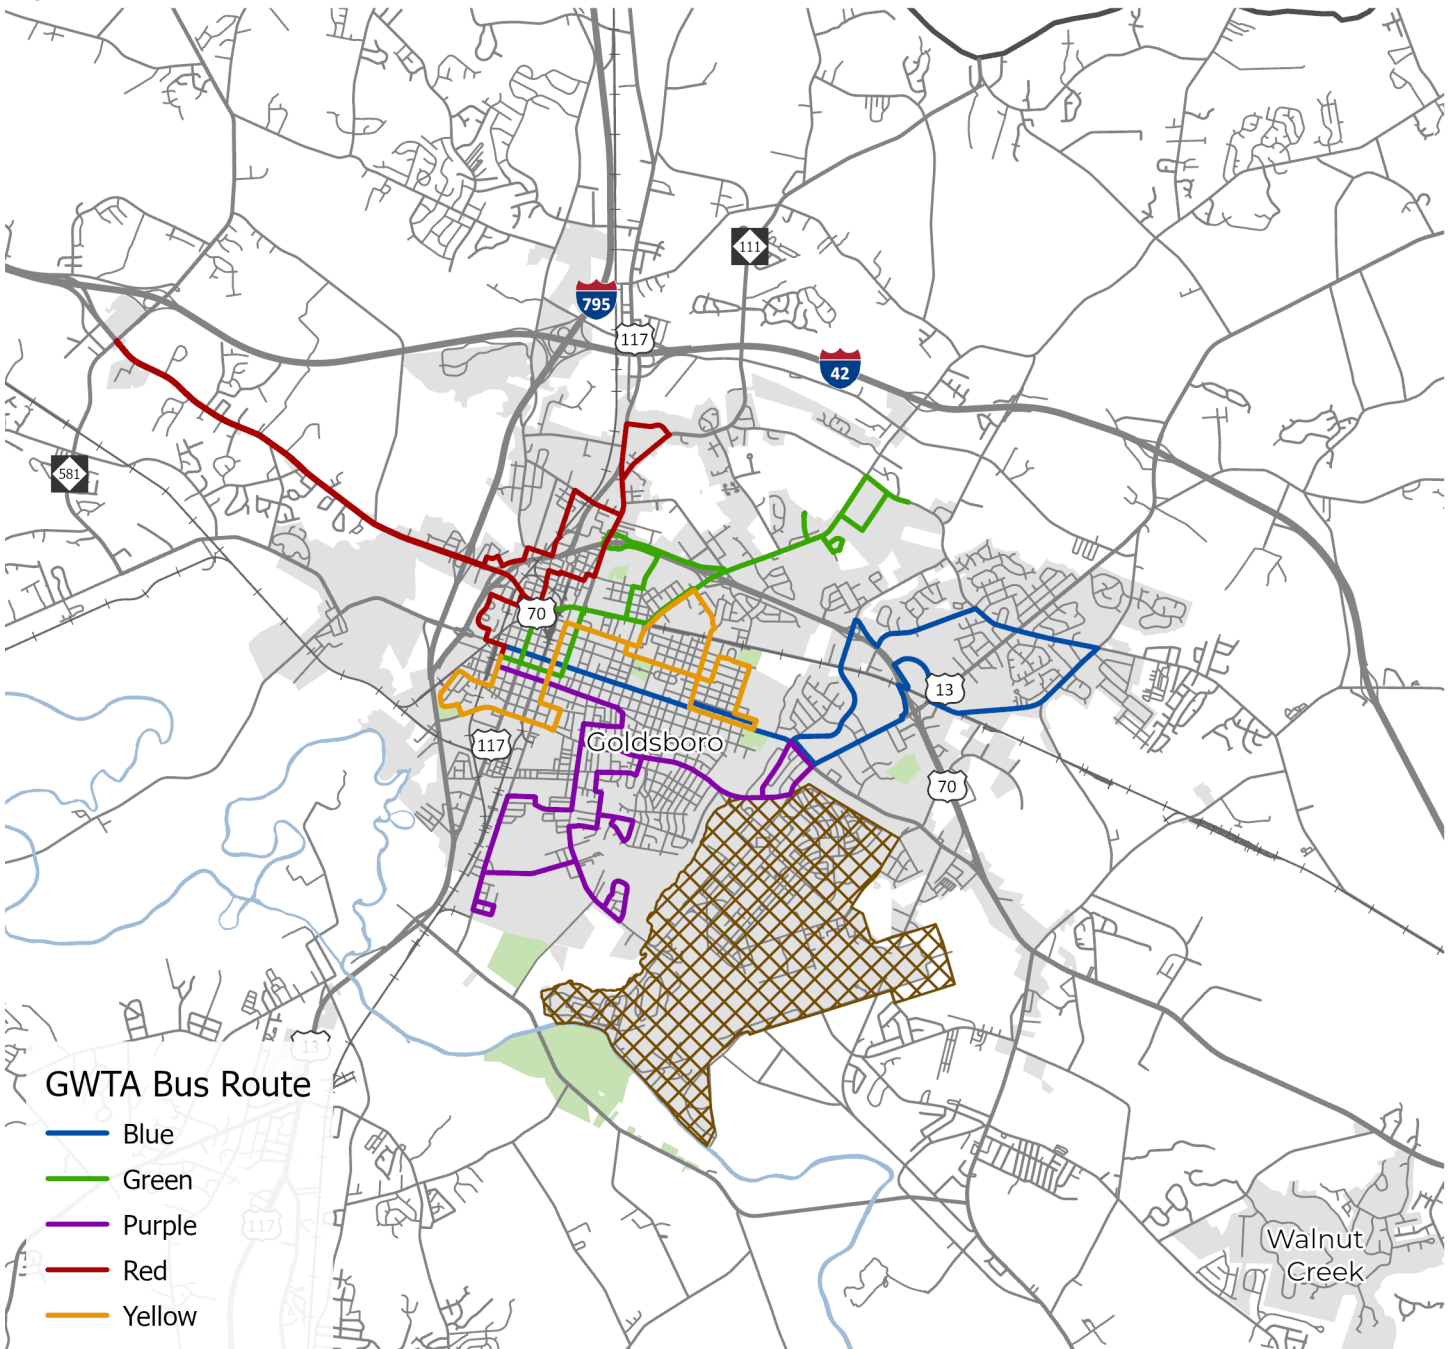 111
795
117
42
581
70
13
Goldsboro
117
70
13
GWTA Bus Route
Blue
Green
117
Purple
Walnut
Creek
Red
Yellow